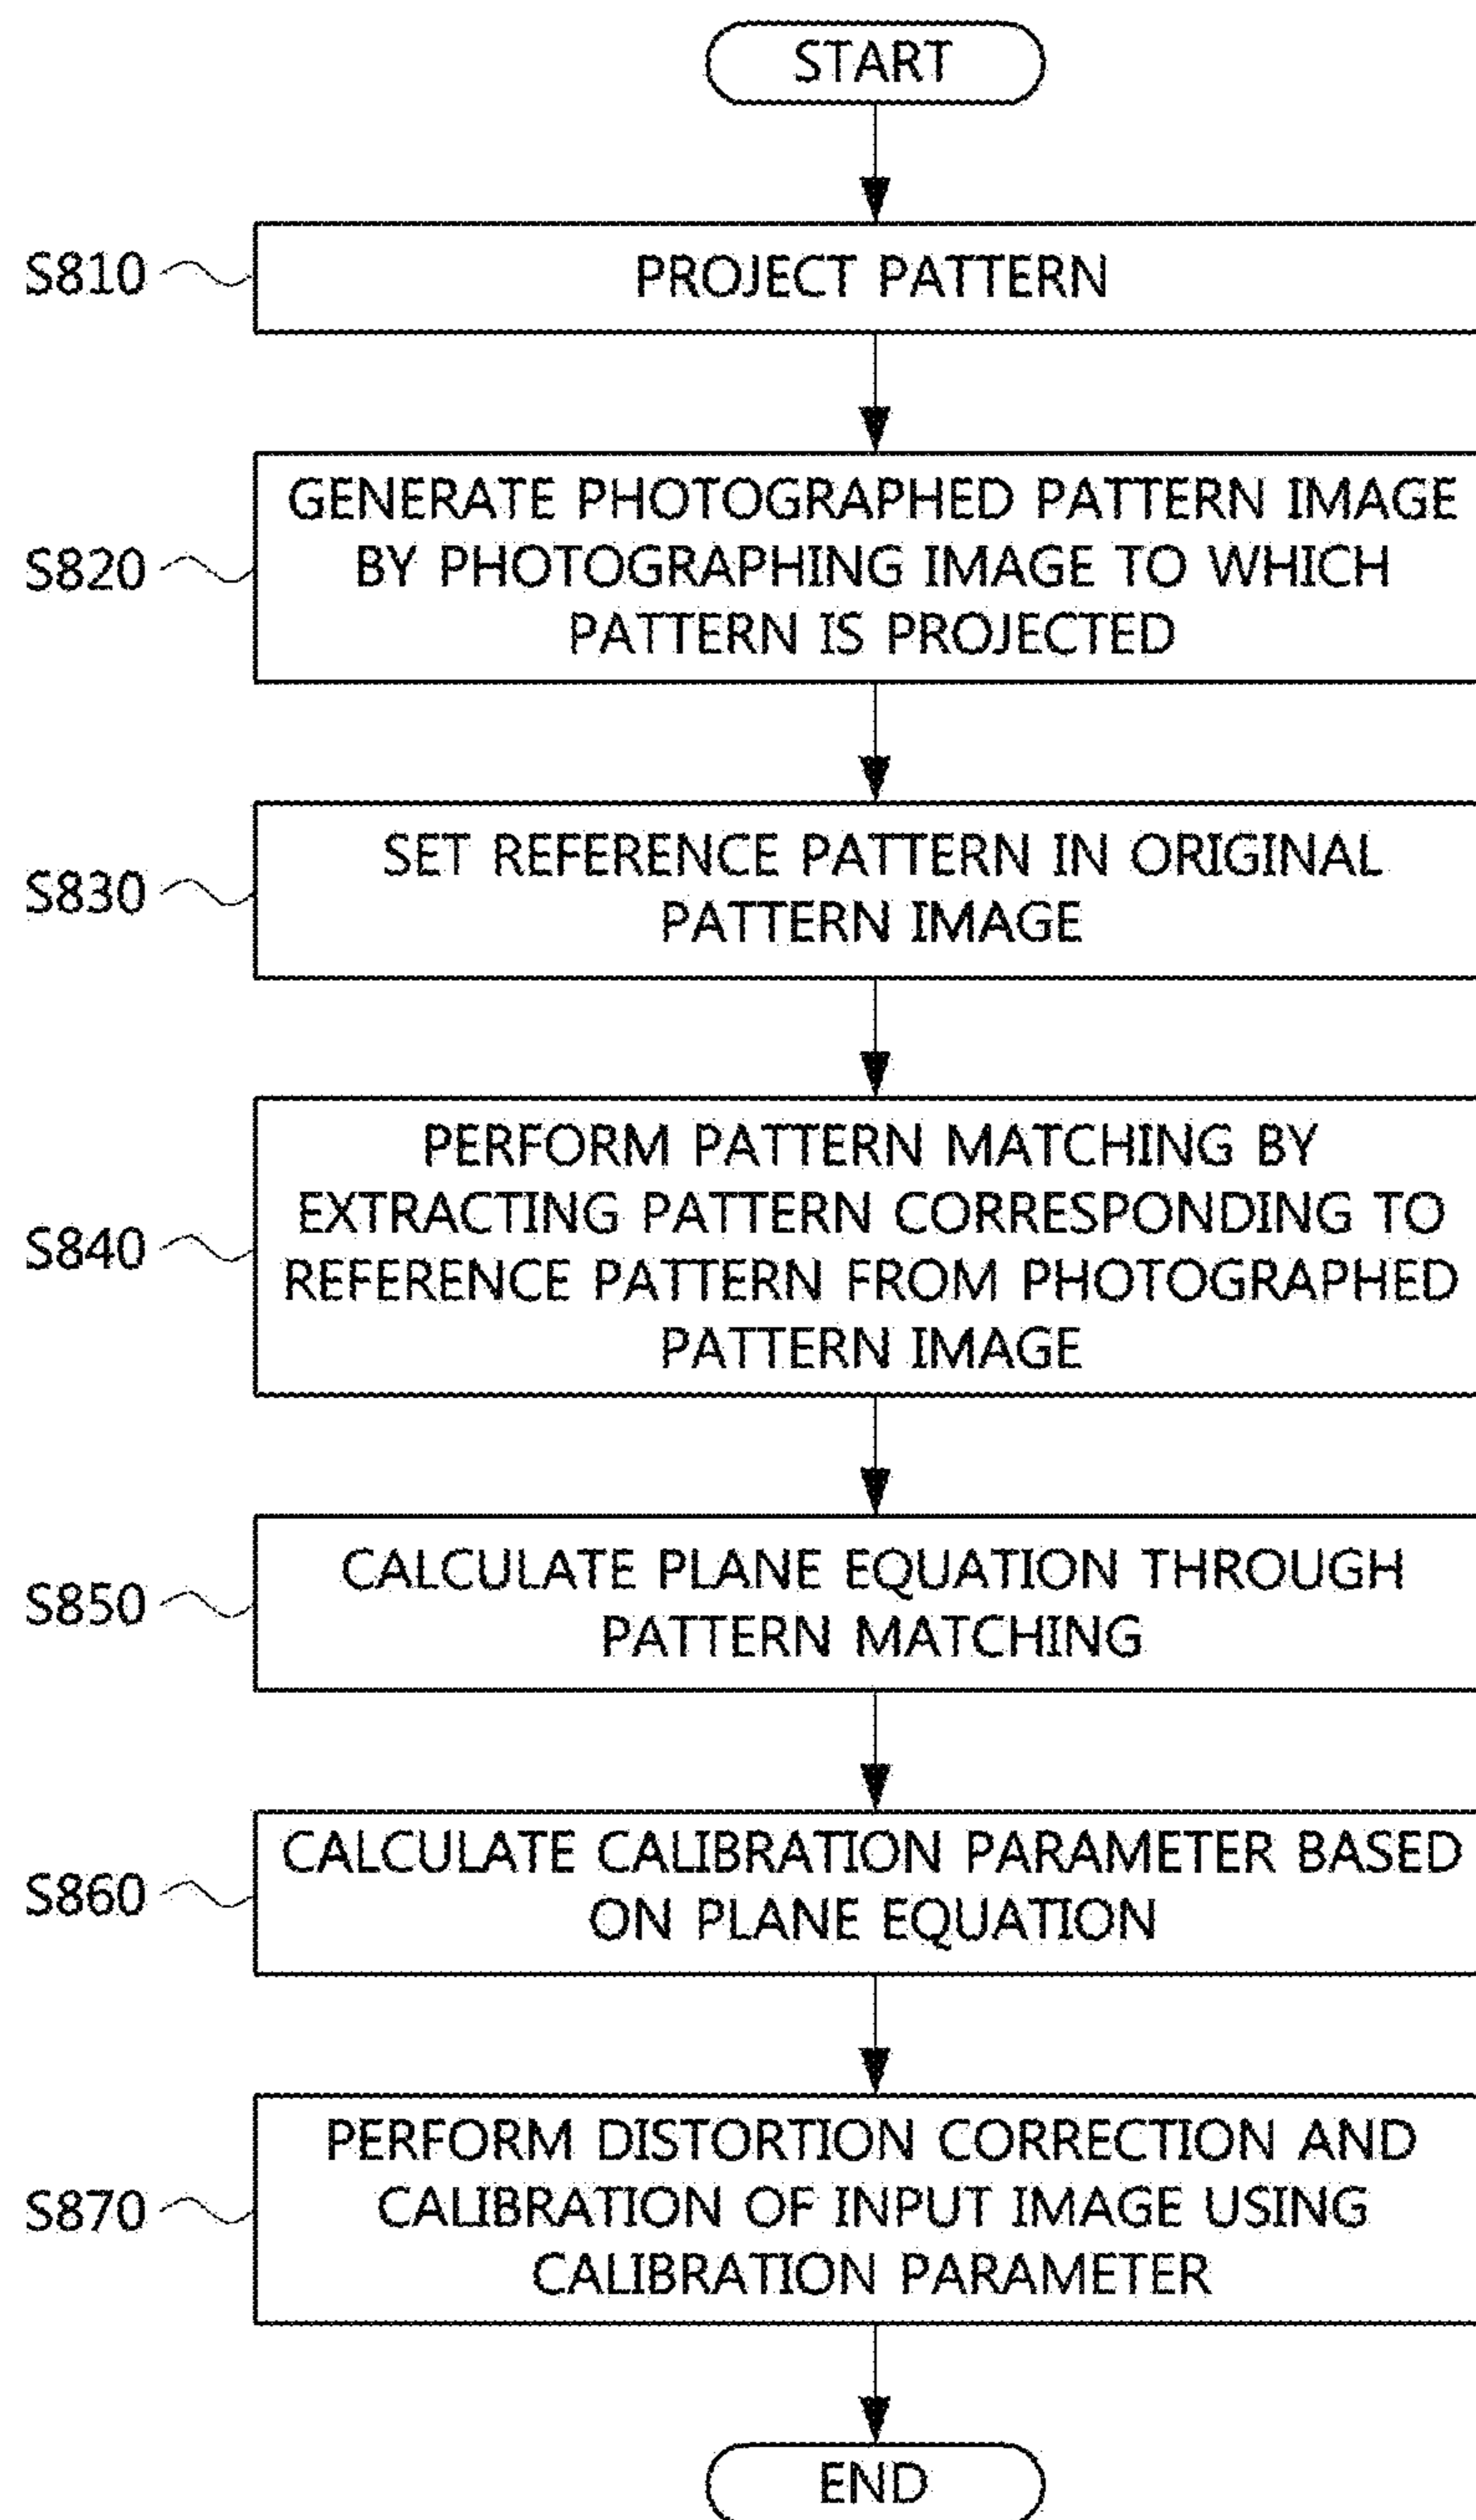 START
S810
PROJECT PATTERN
S820
GENERATE PHOTOGRAPHED PATTERN IMAGE
BY PHOTOGRAPHING IMAGE TO WHICH
PATTERN IS PROJECTED
S830
SET REFERENCE PATTERN IN ORIGINAL
PATTERN IMAGE
S840
PERFORM PATTERN MATCHING BY
EXTRACTING PATTERN CORRESPONDING TO
REFERENCE PATTERN FROM PHOTOGRAPHED
PATTERN IMAGE
S850
CALCULATE PLANE EQUATION THROUGH
PATTERN MATCHING
S860
CALCULATE CALIBRATION PARAMETER BASED
ON PLANE EQUATION
S870
PERFORM DISTORTION CORRECTION AND
CALIBRATION OF INPUT IMAGE USING
CALIBRATION PARAMETER
END